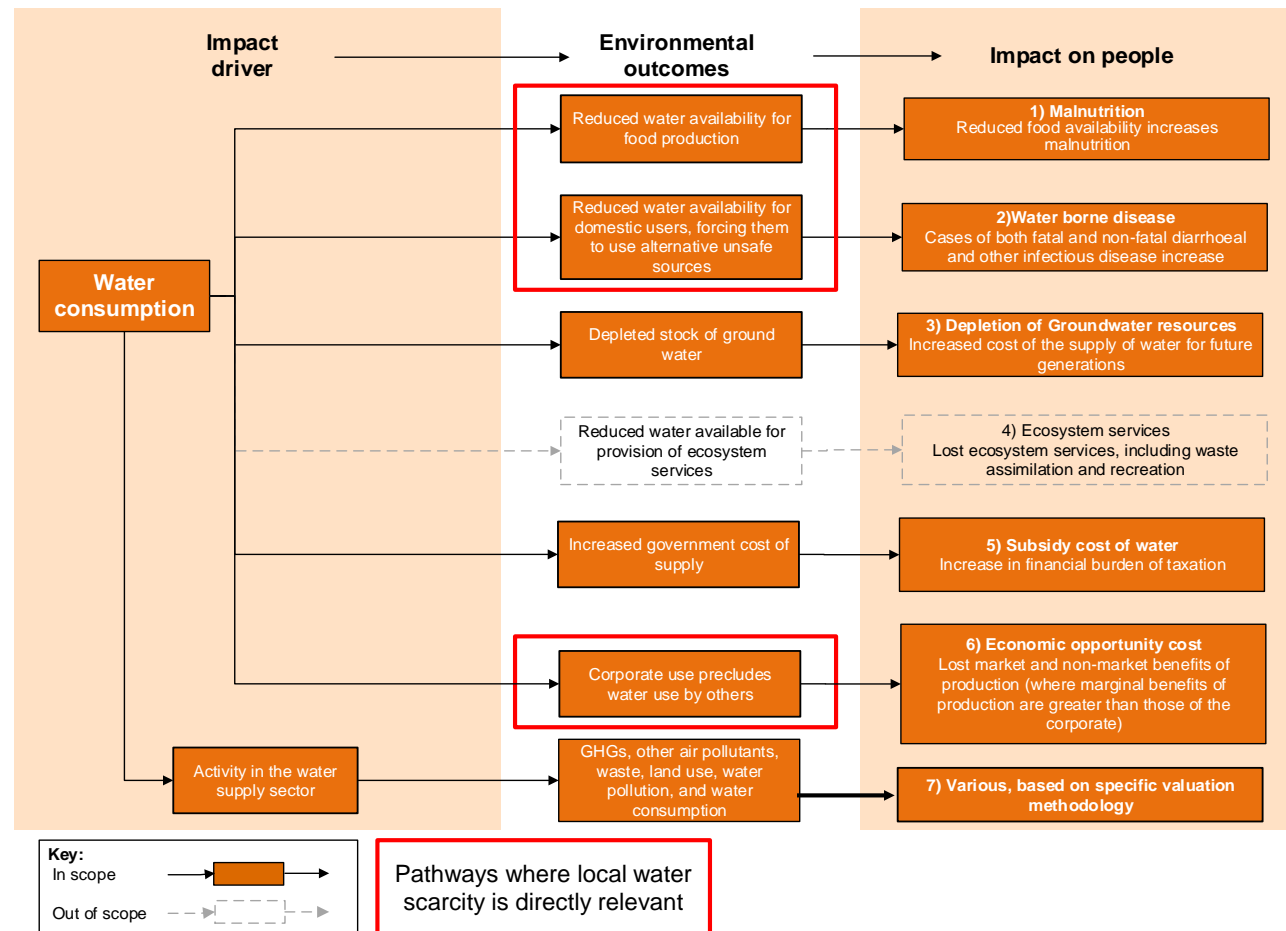 Impact
driver
Environmental
outcomes
Impact on people
Reduced water availability for
food production
1) Malnutrition
Reduced food availability increases
malnutrition
Reduced water availability for
domestic users, forcing them
to use alternative unsafe
sources
2)Water borne disease
Cases of both fatal and non-fatal diarrhoeal
and other infectious disease increase
Water
consumption
Depleted stock of ground
water
3) Depletion of Groundwater resources
Increased cost of the supply of water for future
generations
Reduced water available for
provision of ecosystem
services
4) Ecosystem services
Lost ecosystem services, including waste
assimilation and recreation
Increased government cost of
supply
5) Subsidy cost of water
Increase in financial burden of taxation
Corporate use precludes
water use by others
6) Economic opportunity cost
Lost market and non-market benefits of
production (where marginal benefits of
production are greater than those of the
corporate)
Activity in the water
supply sector
GHGs, other air pollutants,
waste, land use, water
pollution, and water
consumption
7) Various, based on specific valuation
methodology
Key:
In scope
Out of scope
Pathways where local water
scarcity is directly relevant